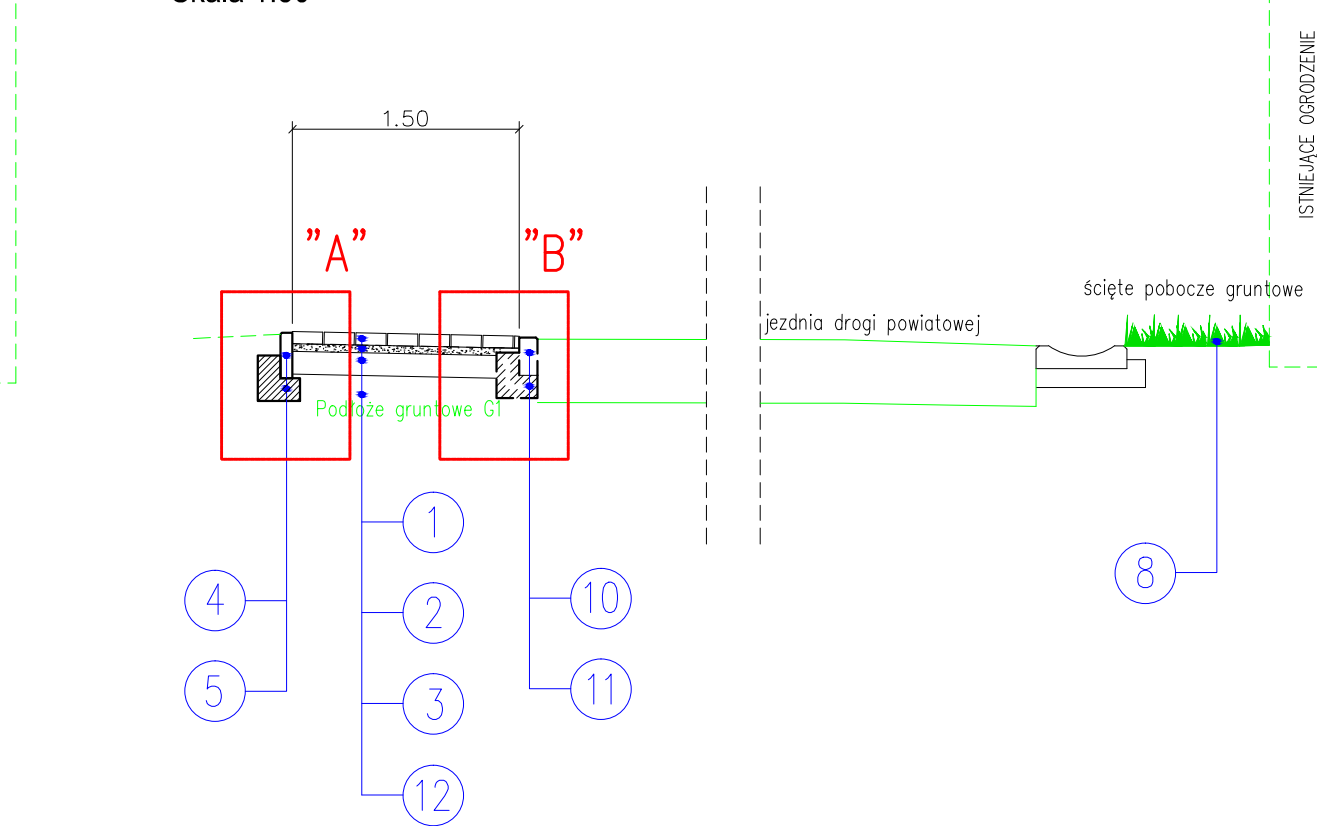 1.50
ISTNIEJĄCE OGRODZENIE
"A"
"B"
ścięte pobocze gruntowe
jezdnia drogi powiatowej
Podłoże gruntowe G1
1
2
3
12
4
5
10
11
8